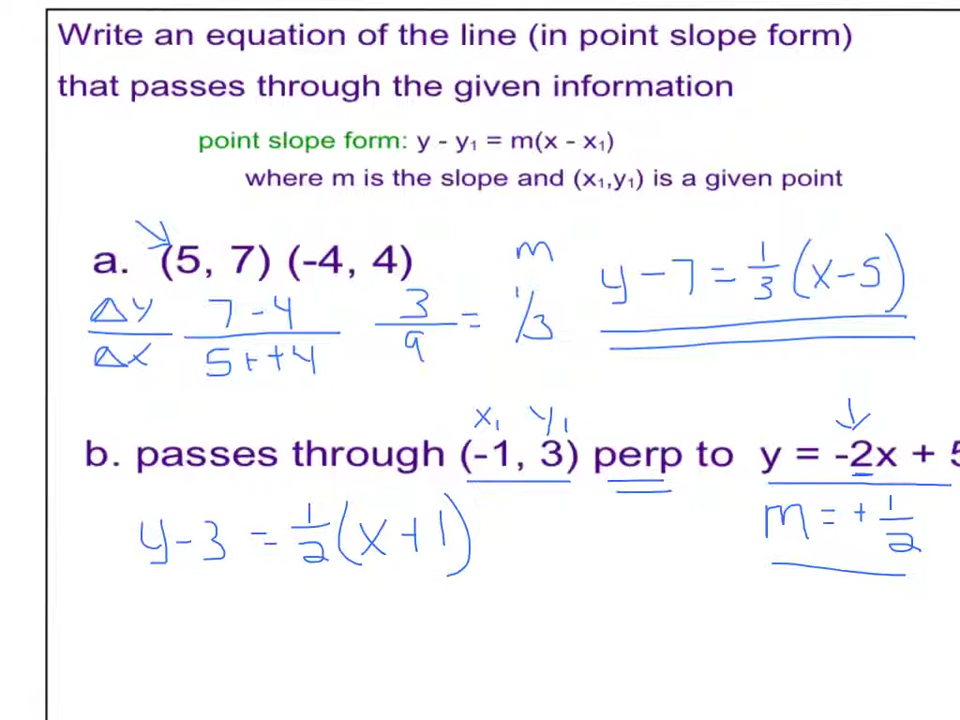 Write an equation of the line (in point slope form)
that passes through the given information
point slope form: y - y₁ = m(x - x₁)
where m is the slope and (x₁,y₁) is a given point
a. (5, 7) (-4, 4)
m
y - 7 = 1/3 (x - 5)
Δy/Δx 7 - 4/5 + + 4 3/9 = 1/3
x₁ y₁
b. passes through (-1, 3) perp to y = -2x + 5
y - 3 = 1/2 (x + 1)
m = + 1/2